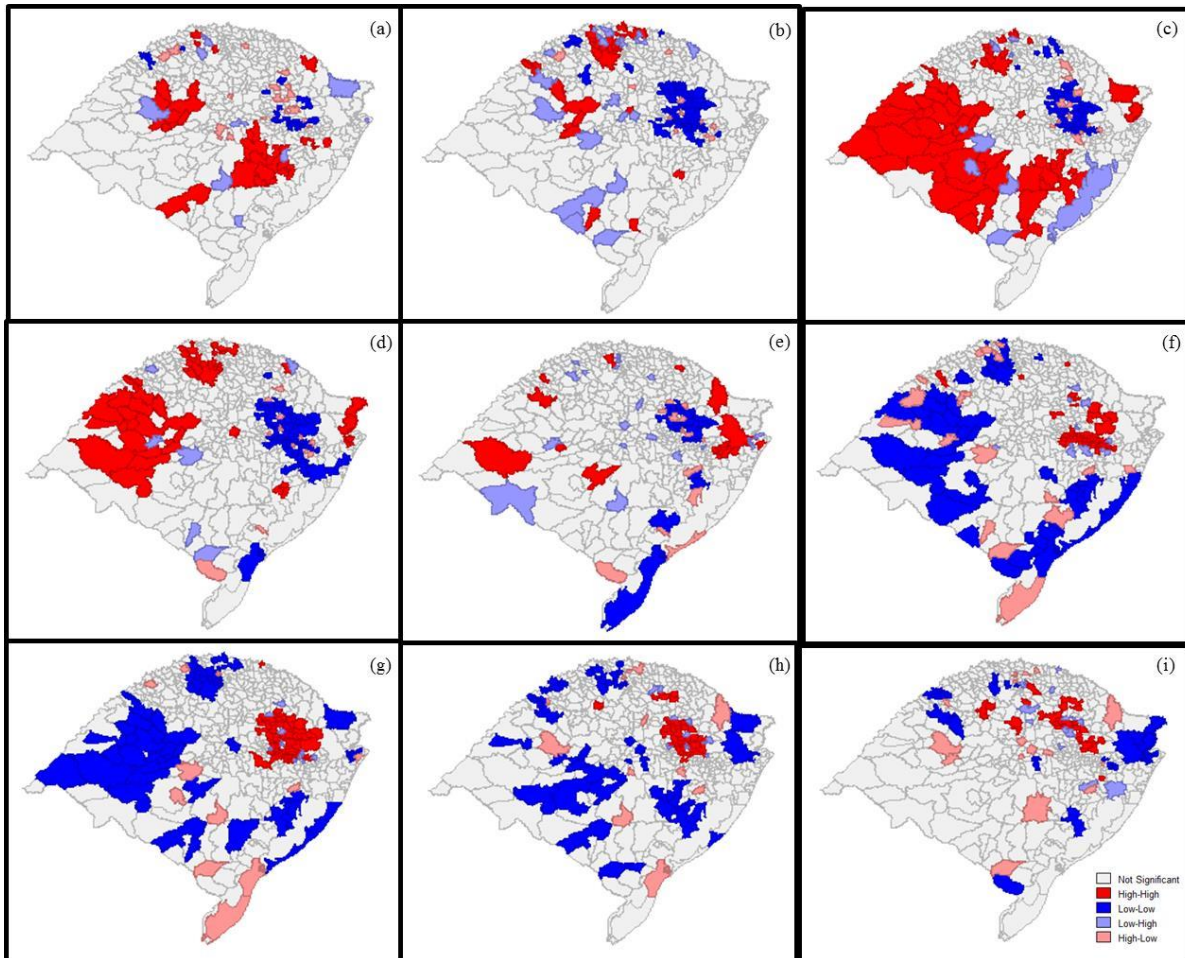 (a)
(b)
(c)
(d)
(e)
(f)
(g)
(h)
(i)
Not Significant
High-High
Low-Low
Low-High
High-Low